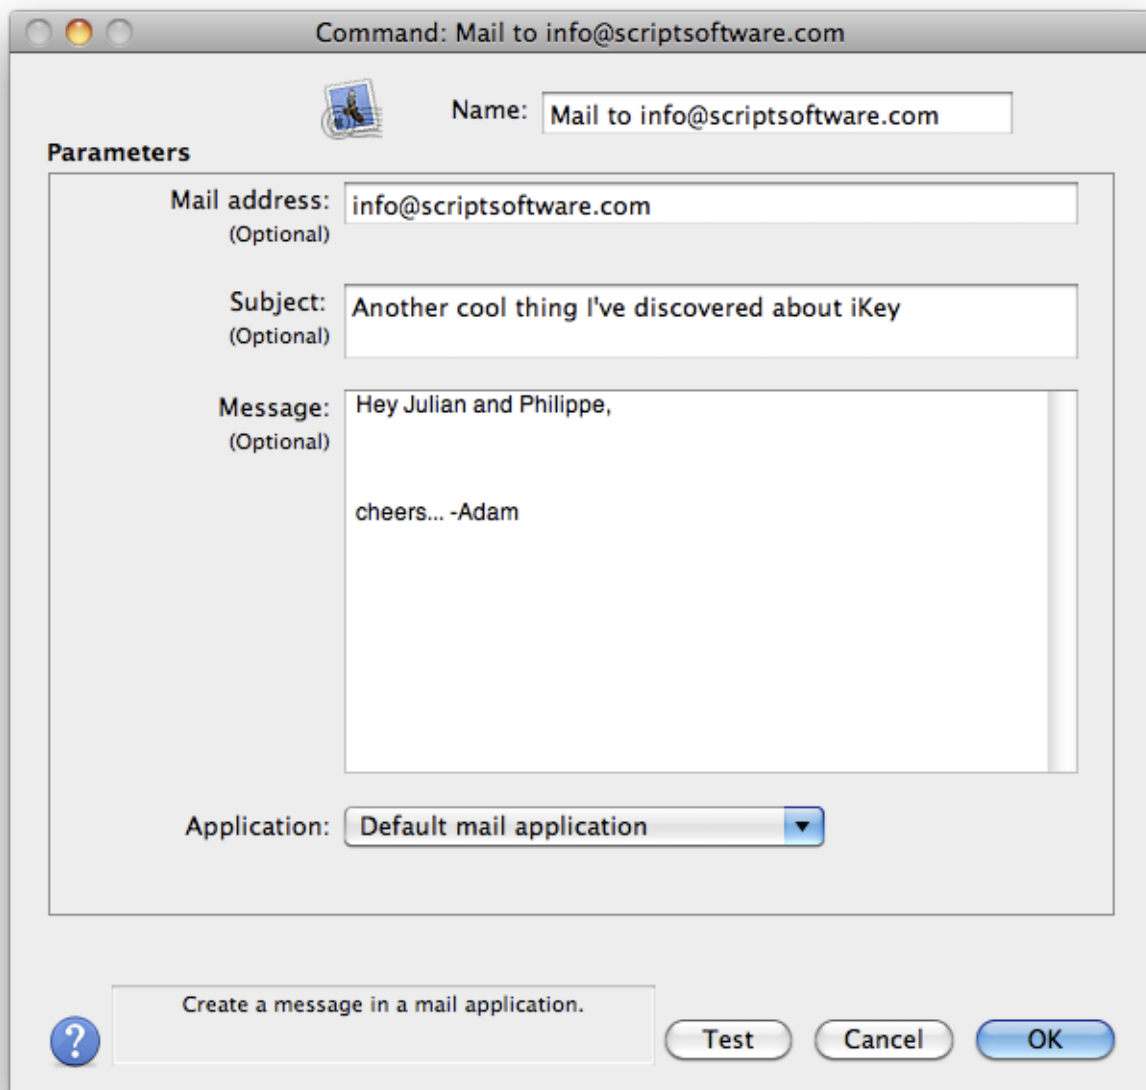 Command: Mail to info@scriptsoftware.com
Name: Mail to info@scriptsoftware.com
Parameters
Mail address: info@scriptsoftware.com
(Optional)
Subject: Another cool thing I've discovered about iKey
(Optional)
Message: Hey Julian and Philippe,
(Optional)
cheers... -Adam
Application: Default mail application
Create a message in a mail application.
? Test Cancel OK